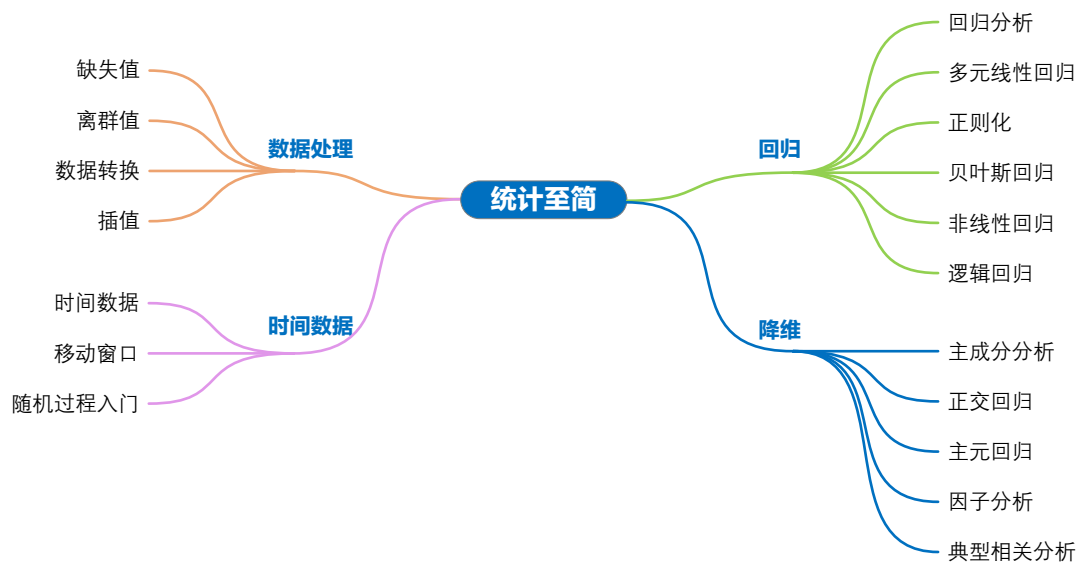 统计至简
数据处理
缺失值
离群值
数据转换
插值
时间数据
时间数据
移动窗口
随机过程入门
回归
回归分析
多元线性回归
正则化
贝叶斯回归
非线性回归
逻辑回归
降维
主成分分析
正交回归
主元回归
因子分析
典型相关分析